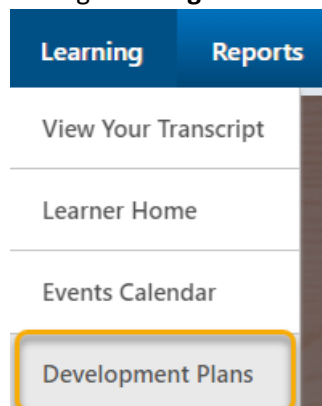 Learning Reports
View Your Transcript
Learner Home
Events Calendar
Development Plans